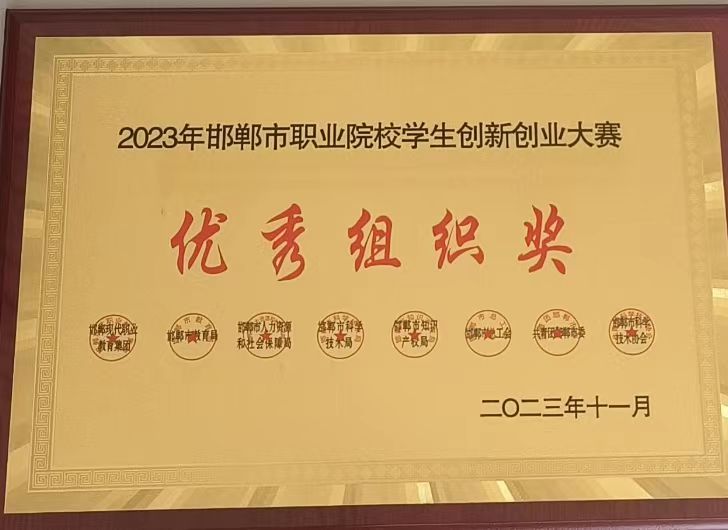 2023年邯郸市职业院校学生创新创业大赛
优秀组织奖
邯郸现代职业
教育集团
邯郸市教育局
邯郸市人力资源
和社会保障局
邯郸市科学
技术局
邯郸市知识
产权局
邯郸市总工会
共青团邯郸市委
邯郸市科学
技术协会
二〇二三年十一月